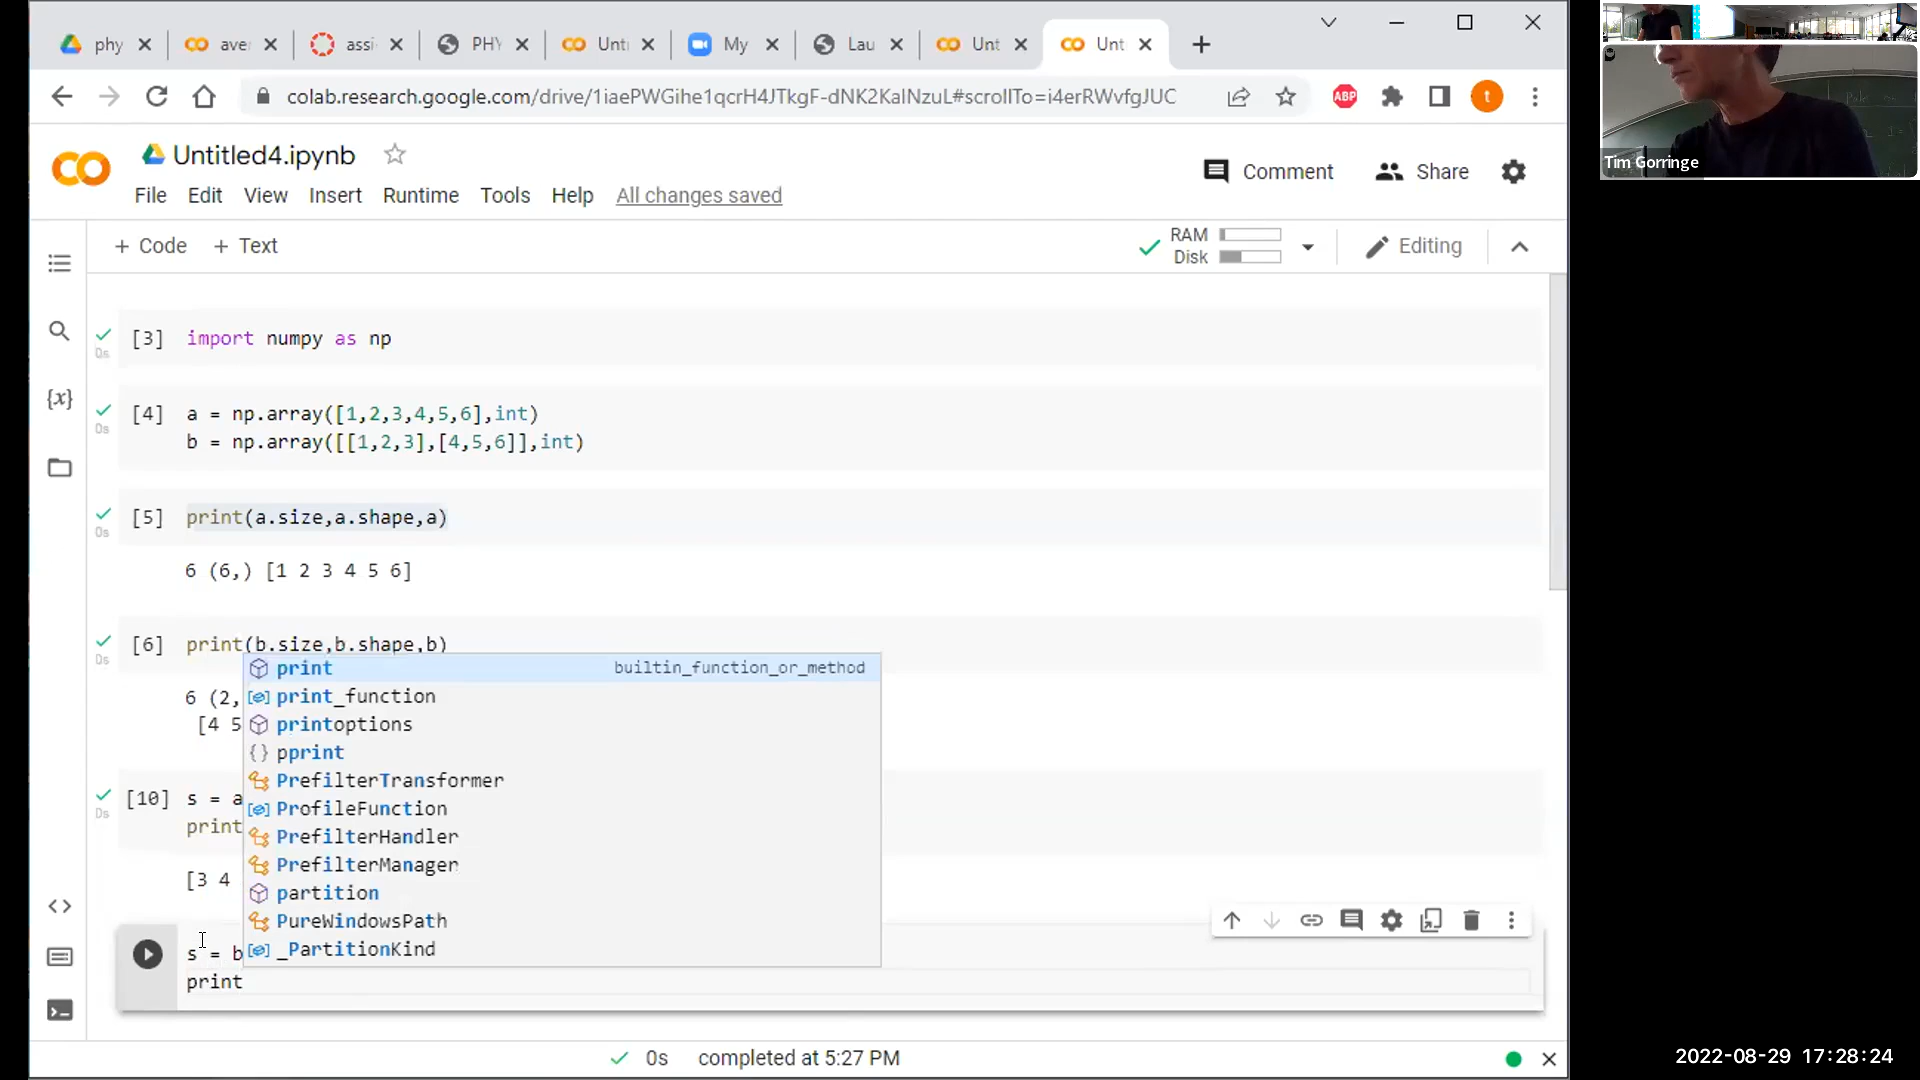 phy
ave
assi
PHY
Unt
My
Lau
Unt
Unt
colab.research.google.com/drive/1iaePWGihe1qcrH4JTkgF-dNK2KalNzuL#scrollTo=i4erRWvfgJUC
ABP
t
Untitled4.ipynb
Comment
Share
File Edit View Insert Runtime Tools Help All changes saved
+ Code + Text
RAM
Disk
Editing
[3] import numpy as np
0s
[4] a = np.array([1,2,3,4,5,6],int)
0s
b = np.array([[1,2,3],[4,5,6]],int)
[5] print(a.size,a.shape,a)
0s
6 (6,) [1 2 3 4 5 6]
[6] print(b.size,b.shape,b)
0s
print builtin_function_or_method
6 (2, print_function
[4 5 printoptions
pprint
PrefilterTransformer
[10] s = a ProfileFunction
0s
print PrefilterHandler
PrefilterManager
[3 4 partition
PureWindowsPath
s = b _PartitionKind
print
0s completed at 5:27 PM
Tim Gorringe
2022-08-29 17:28:24